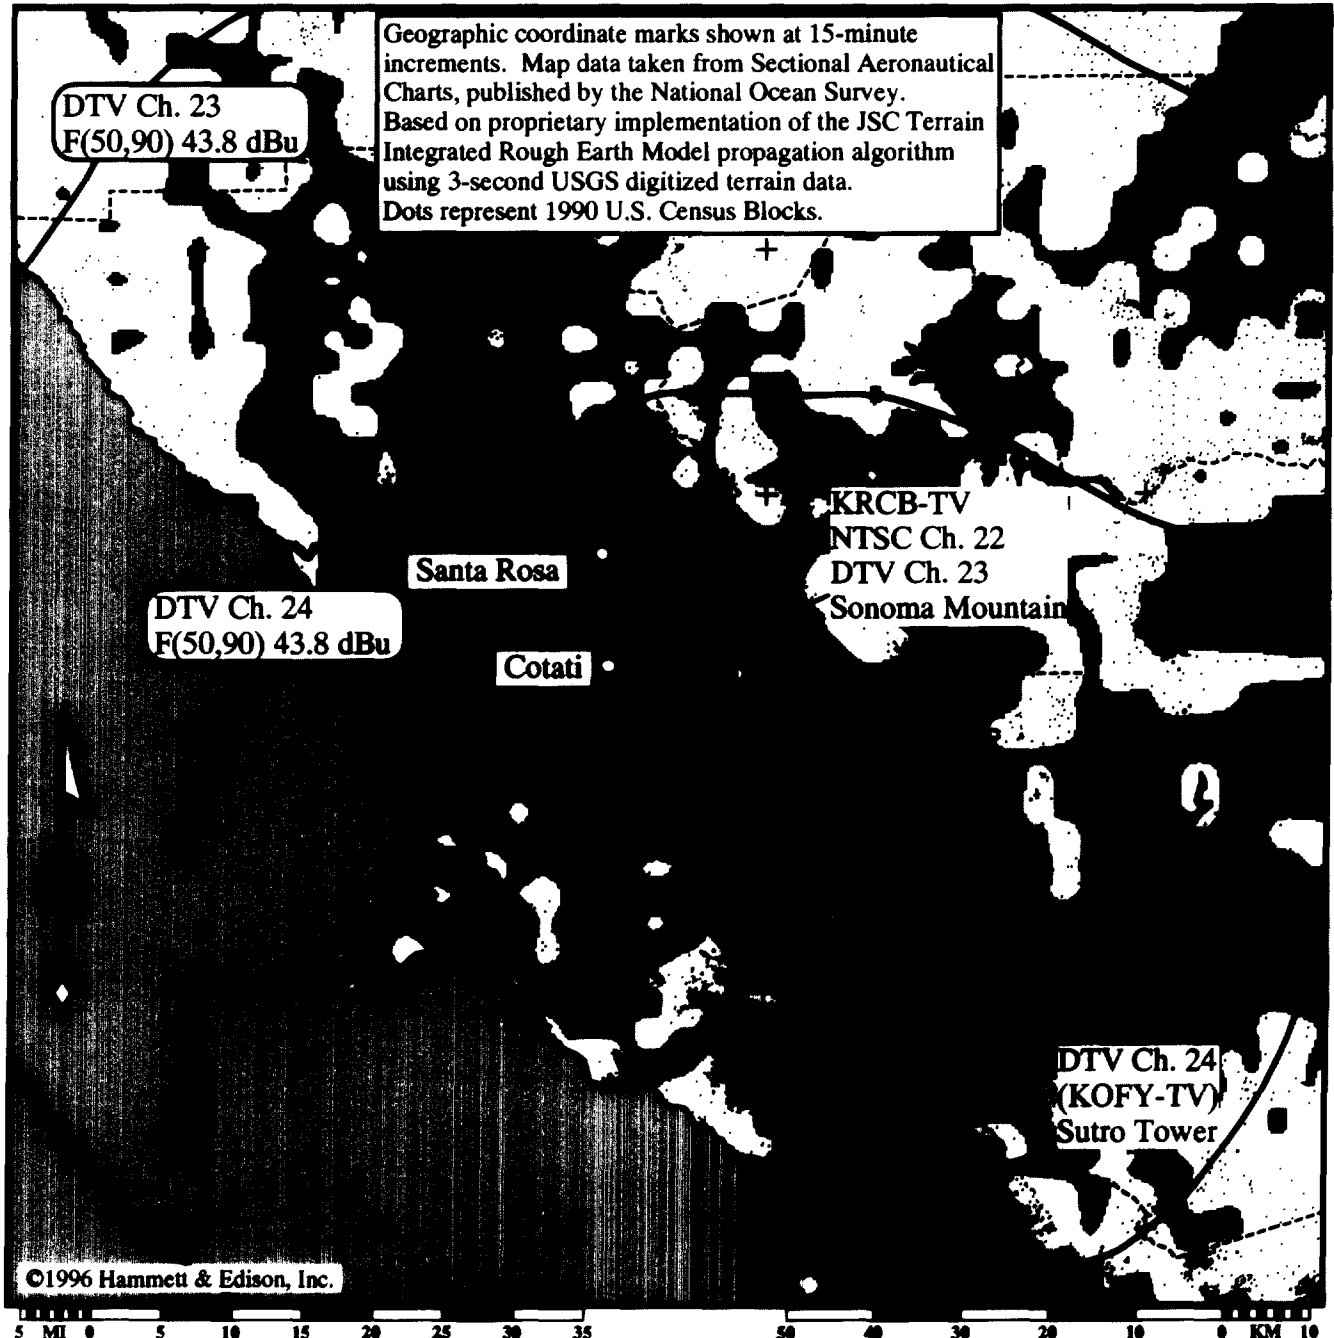 Geographic coordinate marks shown at 15-minute
increments. Map data taken from Sectional Aeronautical
Charts, published by the National Ocean Survey.
Based on proprietary implementation of the JSC Terrain
Integrated Rough Earth Model propagation algorithm
using 3-second USGS digitized terrain data.
Dots represent 1990 U.S. Census Blocks.
DTV Ch. 23
F(50,90) 43.8 dBu
KRCB-TV
NTSC Ch. 22
DTV Ch. 23
Sonoma Mountain
Santa Rosa
DTV Ch. 24
F(50,90) 43.8 dBu
Cotati
DTV Ch. 24
(KOFY-TV)
Sutro Tower
©1996 Hammett & Edison, Inc.
5 MI 0 5 10 15 20 25 30 35 50 40 30 20 10 0 KM 10